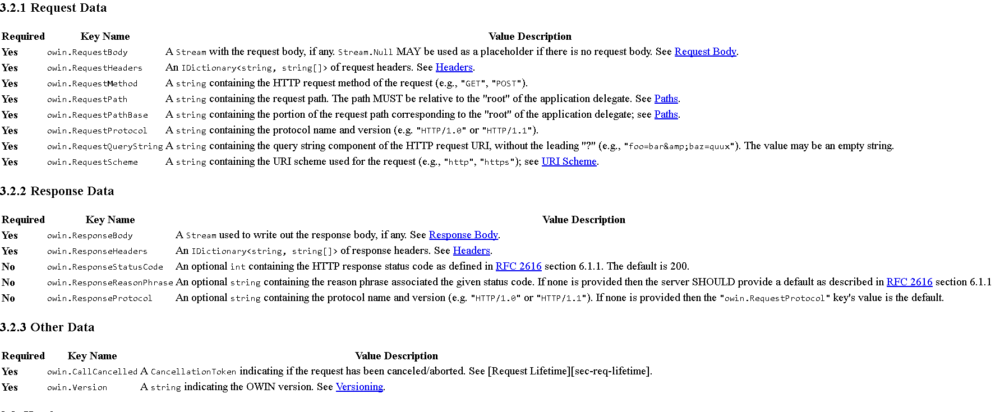 3.2.1 Request Data
Required Key Name Value Description
Yes owin.RequestBody A Stream with the request body, if any. Stream.Null MAY be used as a placeholder if there is no request body. See Request Body.
Yes owin.RequestHeaders An IDictionary<string, string[]> of request headers. See Headers.
Yes owin.RequestMethod A string containing the HTTP request method of the request (e.g., "GET", "POST").
Yes owin.RequestPath A string containing the request path. The path MUST be relative to the "root" of the application delegate. See Paths.
Yes owin.RequestPathBase A string containing the portion of the request path corresponding to the "root" of the application delegate; see Paths.
Yes owin.RequestProtocol A string containing the protocol name and version (e.g. "HTTP/1.0" or "HTTP/1.1").
Yes owin.RequestQueryString A string containing the query string component of the HTTP request URI, without the leading "?" (e.g., "foo=bar&amp;baz=quux"). The value may be an empty string.
Yes owin.RequestScheme A string containing the URI scheme used for the request (e.g., "http", "https"); see URI Scheme.
3.2.2 Response Data
Required Key Name Value Description
Yes owin.ResponseBody A Stream used to write out the response body, if any. See Response Body.
Yes owin.ResponseHeaders An IDictionary<string, string[]> of response headers. See Headers.
No owin.ResponseStatusCode An optional int containing the HTTP response status code as defined in RFC 2616 section 6.1.1. The default is 200.
No owin.ResponseReasonPhrase An optional string containing the reason phrase associated the given status code. If none is provided then the server SHOULD provide a default as described in RFC 2616 section 6.1.1
No owin.ResponseProtocol An optional string containing the protocol name and version (e.g. "HTTP/1.0" or "HTTP/1.1"). If none is provided then the "owin.RequestProtocol" key's value is the default.
3.2.3 Other Data
Required Key Name Value Description
Yes owin.CallCancelled A CancellationToken indicating if the request has been canceled/aborted. See [Request Lifetime][sec-req-lifetime].
Yes owin.Version A string indicating the OWIN version. See Versioning.